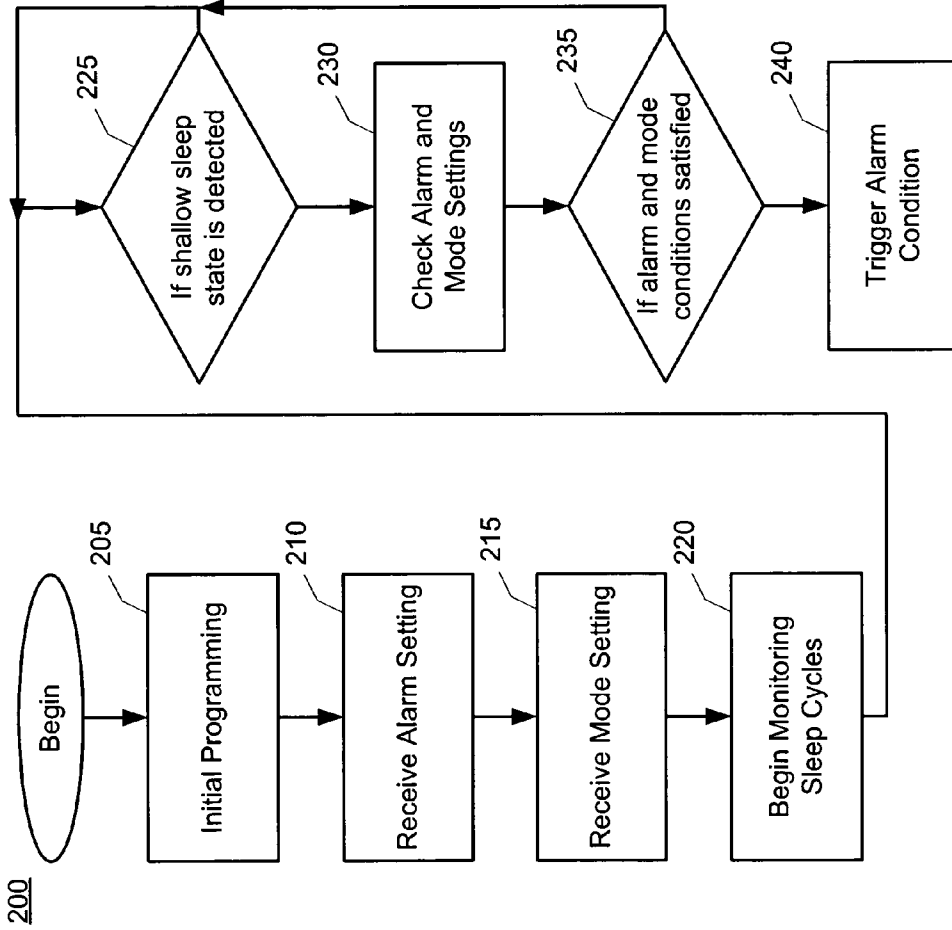 200
Begin
205
Initial Programming
210
Receive Alarm Setting
215
Receive Mode Setting
220
Begin Monitoring
Sleep Cycles
225
If shallow sleep
state is detected
230
Check Alarm and
Mode Settings
235
If alarm and mode
conditions satisfied
240
Trigger Alarm
Condition